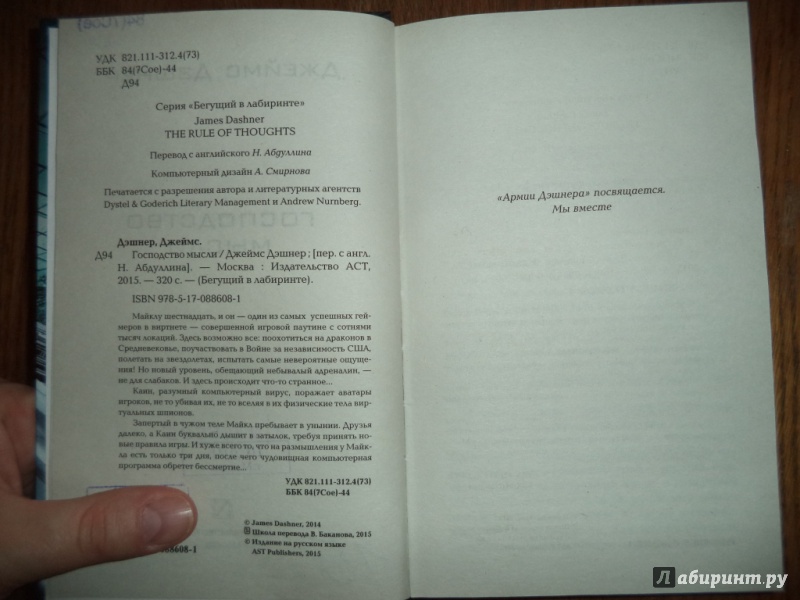 УДК 821.111-312.4(73)
ББК 84(7Сое)-44
Д94
Серия «Бегущий в лабиринте»
James Dashner
THE RULE OF THOUGHTS
Перевод с английского Н. Абдуллина
Компьютерный дизайн А. Смирнова
Печатается с разрешения автора и литературных агентств
Dystel & Goderich Literary Management и Andrew Nurnberg.
Дэшнер, Джеймс.
Д94 Господство мысли / Джеймс Дэшнер ; [пер. с англ.
Н. Абдуллина]. — Москва : Издательство АСТ,
2015. — 320 с. — (Бегущий в лабиринте).
ISBN 978-5-17-088608-1
Майклу шестнадцать, и он — один из самых успешных гей-
меров в виртнете — совершенной игровой паутине с сотнями
тысяч локаций. Здесь возможно все: поохотиться на драконов в
Средневековье, поучаствовать в Войне за независимость США,
полетать на звездолетах, испытать самые невероятные ощуще-
ния! Но новый уровень, обещающий небывалый адреналин, —
не для слабаков. И здесь происходит что-то странное...
Каин, разумный компьютерный вирус, поражает аватары
игроков, не то убивая их, не то вселяя в их физические тела вир-
туальных шпионов.
Запертый в чужом теле Майкл пребывает в унынии. Друзья
далеко, а Каин буквально дышит в затылок, требуя принять но-
вые правила игры. И хуже всего то, что на размышления у Майк-
ла есть только три дня, после чего чудовищная компьютерная
программа обретет бессмертие...
УДК 821.111-312.4(73)
ББК 84(7Сое)-44
© James Dashner, 2014
Школа перевода В. Баканова, 2015
© Издание на русском языке
AST Publishers, 2015
088608-1
«Армии Дэшнера» посвящается.
Мы вместе
Лабиринт.ру